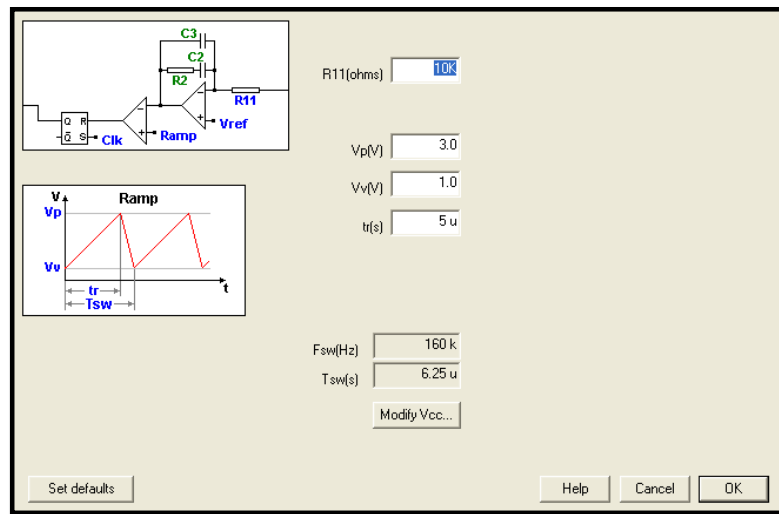 C3
C2
R2
R11
Vref
Ramp
Clk
Q R
Q S
−
+
−
+
R11(ohms) 10K
Vp(V) 3.0
Vv(V) 1.0
tr(s) 5 u
V
Ramp
Vp
Vv
tr
Tsw
t
Fsw(Hz) 160 k
Tsw(s) 6.25 u
Modify Vcc...
Set defaults
Help
Cancel
OK